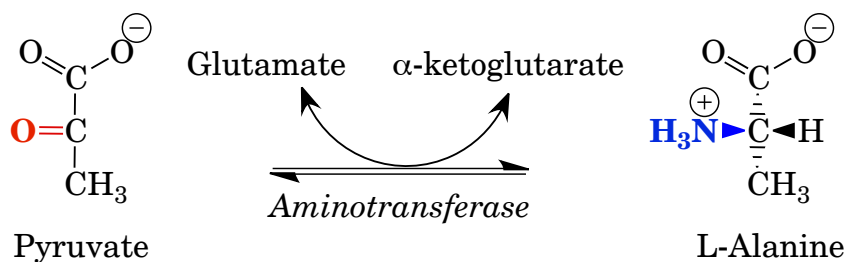 O O⊖ Glutamate α-ketoglutarate O O⊖
C C
O=C H₃N⊕ C H
CH₃ Aminotransferase CH₃
Pyruvate L-Alanine